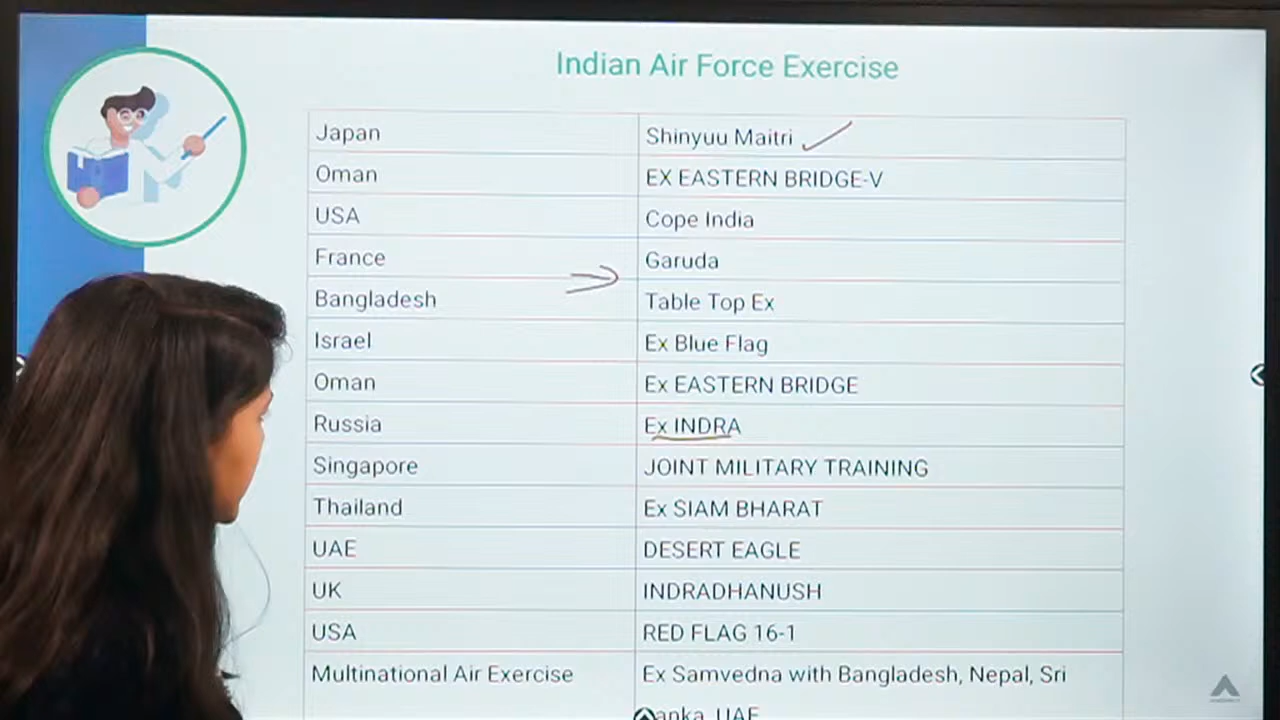 Indian Air Force Exercise
Japan Shinyuu Maitri
Oman EX EASTERN BRIDGE-V
USA Cope India
France Garuda
Bangladesh Table Top Ex
Israel Ex Blue Flag
Oman Ex EASTERN BRIDGE
Russia Ex INDRA
Singapore JOINT MILITARY TRAINING
Thailand Ex SIAM BHARAT
UAE DESERT EAGLE
UK INDRADHANUSH
USA RED FLAG 16-1
Multinational Air Exercise Ex Samvedna with Bangladesh, Nepal, Sri
UAE